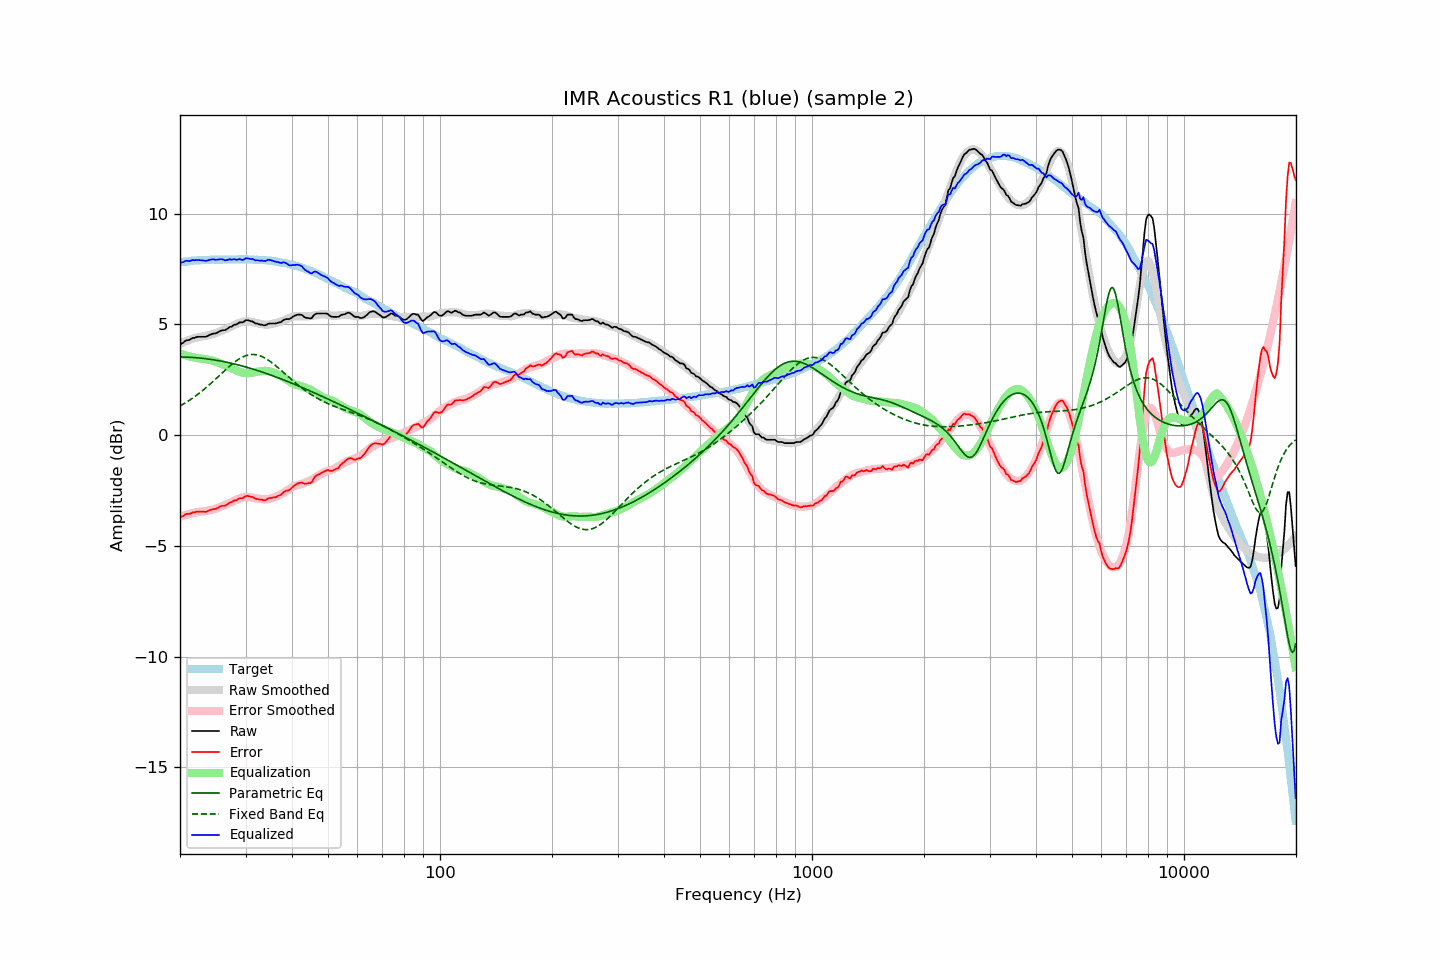 IMR Acoustics R1 (blue) (sample 2)
Amplitude (dBr)
10
5
0
−5
−10
−15
Target
Raw Smoothed
Error Smoothed
Raw
Error
Equalization
Parametric Eq
Fixed Band Eq
Equalized
100
1000
10000
Frequency (Hz)